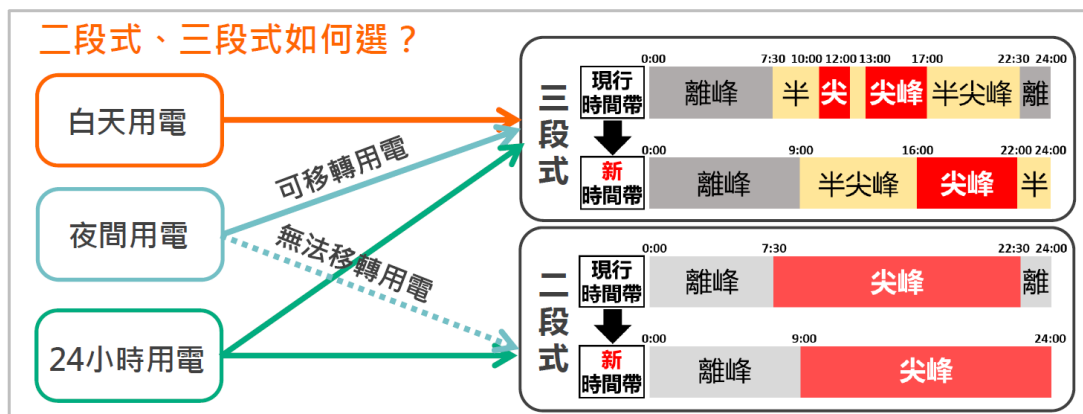 二段式、三段式如何選？
白天用電
夜間用電
24小時用電
可移轉用電
無法移轉用電
三段式
0:00 7:30 10:00 12:00 13:00 17:00 22:30 24:00
現行
時間帶
離峰 半 尖 尖峰 半尖峰 離
新
時間帶
0:00 9:00 16:00 22:00 24:00
離峰 半尖峰 尖峰 半
二段式
0:00 7:30 22:30 24:00
現行
時間帶
離峰 尖峰 離
新
時間帶
0:00 9:00 24:00
離峰 尖峰